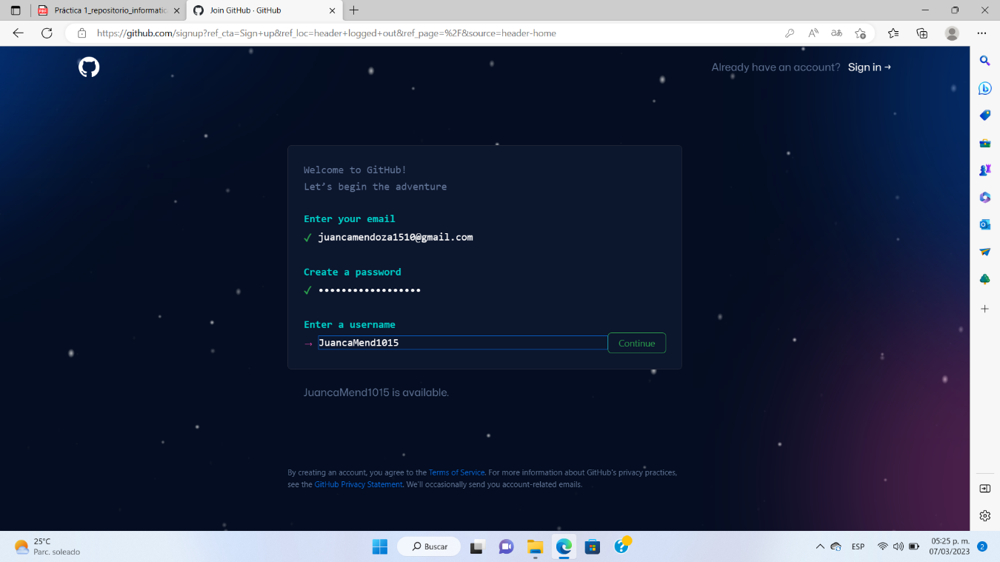 Práctica 1_repositorio_informatic
Join GitHub · GitHub
https://github.com/signup?ref_cta=Sign+up&ref_loc=header+logged+out&ref_page=%2F&source=header-home
Already have an account? Sign in →
Welcome to GitHub!
Let's begin the adventure
Enter your email
✓ juancamendoza1510@gmail.com
Create a password
✓ ••••••••••••••••••
Enter a username
→ JuancaMend1015
Continue
JuancaMend1015 is available.
By creating an account, you agree to the Terms of Service. For more information about GitHub's privacy practices,
see the GitHub Privacy Statement. We'll occasionally send you account-related emails.
25°C
Parc. soleado
Buscar
ESP
05:25 p. m.
07/03/2023
2